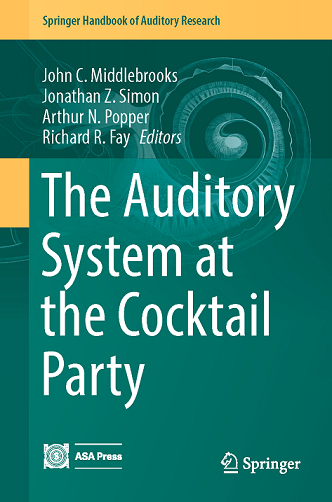 Springer Handbook of Auditory Research
John C. Middlebrooks
Jonathan Z. Simon
Arthur N. Popper
Richard R. Fay Editors
The Auditory
System at
the Cocktail
Party
ASA Press
Springer